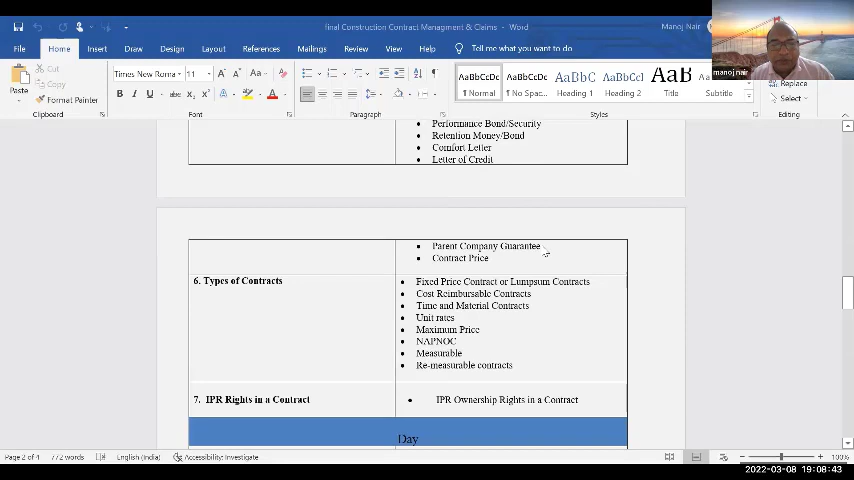 final Construction Contract Managment & Claims - Word
Manoj Nair
File Home Insert Draw Design Layout References Mailings Review View Help Tell me what you want to do
Paste
Cut
Copy
Format Painter
Clipboard
Times New Roma 11
Font
Paragraph
AaBbCcDc AaBbCcDc AaBbC AaBbCcI AaB AaBbCcD
¶ Normal ¶ No Spac... Heading 1 Heading 2 Title Subtitle
Styles
Replace
Select
Editing
manoj nair
Performance Bond/Security
Retention Money/Bond
Comfort Letter
Letter of Credit
Parent Company Guarantee
Contract Price
6. Types of Contracts
Fixed Price Contract or Lumpsum Contracts
Cost Reimbursable Contracts
Time and Material Contracts
Unit rates
Maximum Price
NAPNOC
Measurable
Re-measurable contracts
7. IPR Rights in a Contract
IPR Ownership Rights in a Contract
Day
Page 2 of 4 772 words English (India) Accessibility: Investigate 100%
2022-03-08 19:08:43